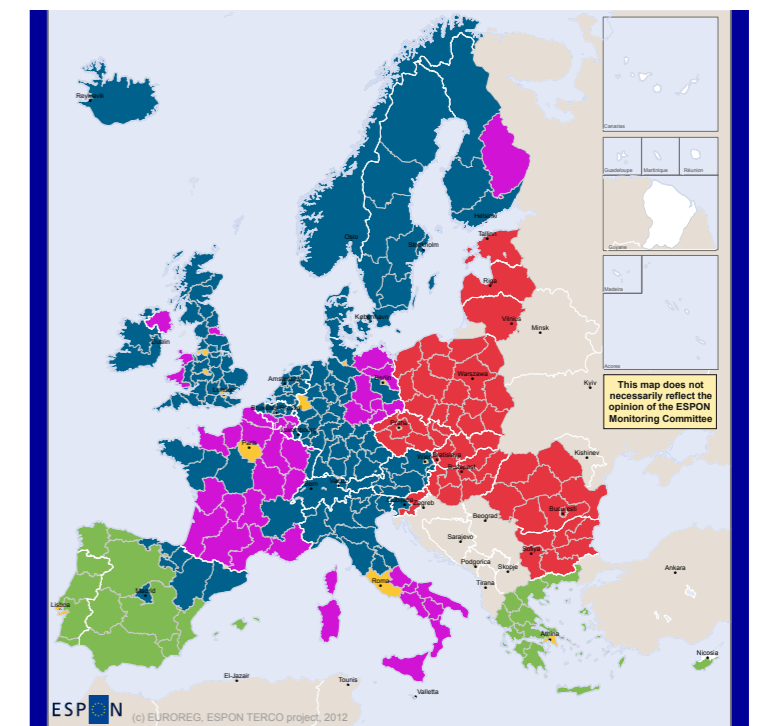 Canarias
Reykjavik
Guadeloupe
Martinique
Réunion
Helsinki
Oslo
Tallinn
Stockholm
Guyane
Riga
Madeira
København
Vilnius
Minsk
Dublin
Acores
Warszawa
Kyiv
This map does not
necessarily reflect the
opinion of the ESPON
Monitoring Committee
Berlin
London
Praha
Paris
Kishinev
Bratislava
Budapest
Zagreb
Bucuresti
Beograd
Sarajevo
Sofiya
Podgorica
Skopje
Ankara
Roma
Tirana
Madrid
Lisboa
Athina
Nicosia
El-Jazair
Tounis
Valletta
ESPON
(c) EUROREG, ESPON TERCO project, 2012